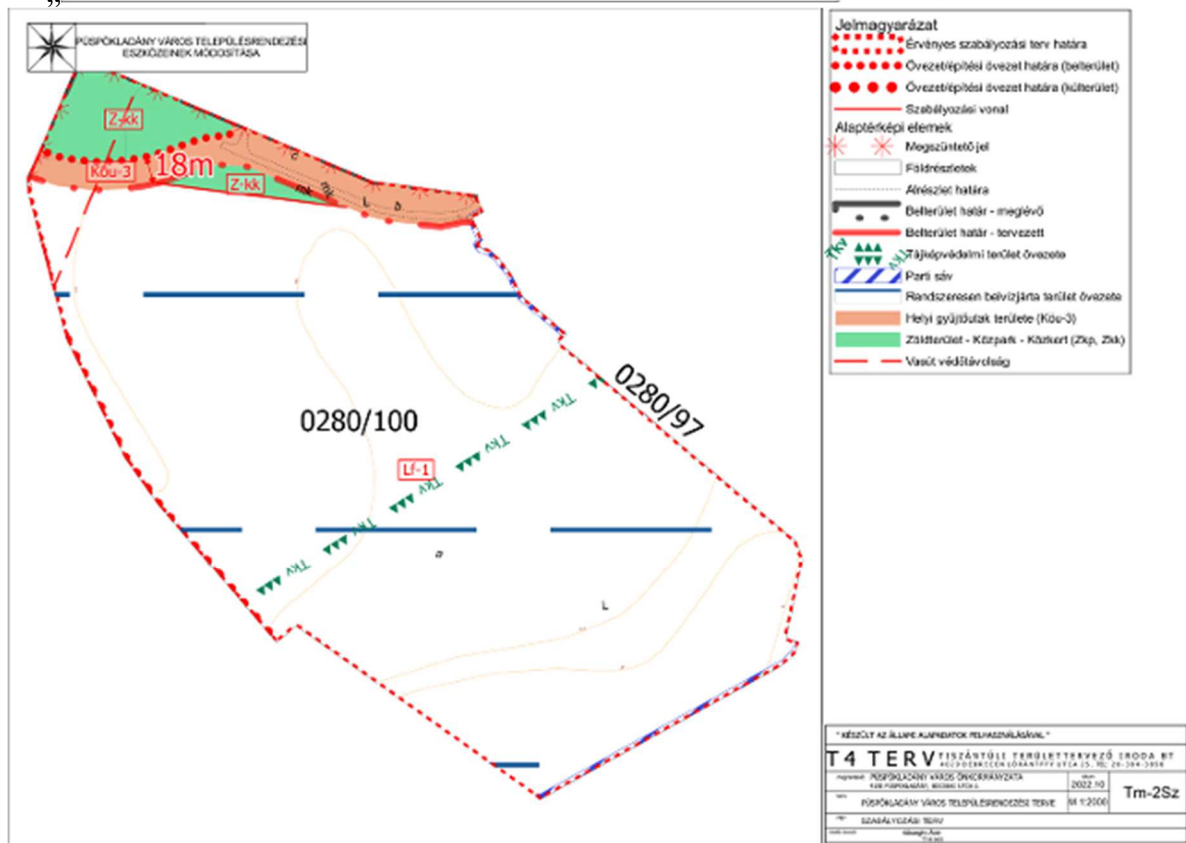 „
PÜSPÖKLADÁNY VÁROS TELEPÜLÉSRENDEZÉSI
ESZKÖZEINEK MÓDOSÍTÁSA
Z-kk
Köu-3
18m
Z-kk
c
mk
mk
L
b
0280/100
0280/97
Lf-1
Tkv
Tkv
Tkv
Tkv
Tkv
Tkv
a
L
Jelmagyarázat
Érvényes szabályozási terv határa
Övezet/építési övezet határa (belterület)
Övezet/építési övezet határa (külterület)
Szabályozási vonal
Alaptérképi elemek
Megszüntető jel
Földrészletek
Alrészlet határa
Belterület határ - meglévő
Belterület határ - tervezett
Tkv
Tkv
Tájképvédelmi terület övezete
Parti sáv
Rendszeresen belvízjárta terület övezete
Helyi gyűjtőutak területe (Köu-3)
Zöldterület - Közpark - Közkert (Zkp, Zkk)
Vasút védőtávolság
" KÉSZÜLT AZ ÁLLAMI ALAPADATOK FELHASZNÁLÁSÁVAL "
T4 TERV TISZÁNTÚLI TERÜLETTERVEZŐ IRODA BT
PÜSPÖKLADÁNY VÁROS ÖNKORMÁNYZATA
2022.10
Tm-2Sz
PÜSPÖKLADÁNY VÁROS TELEPÜLÉSRENDEZÉSI TERVE
M 1:2000
SZABÁLYOZÁSI TERV